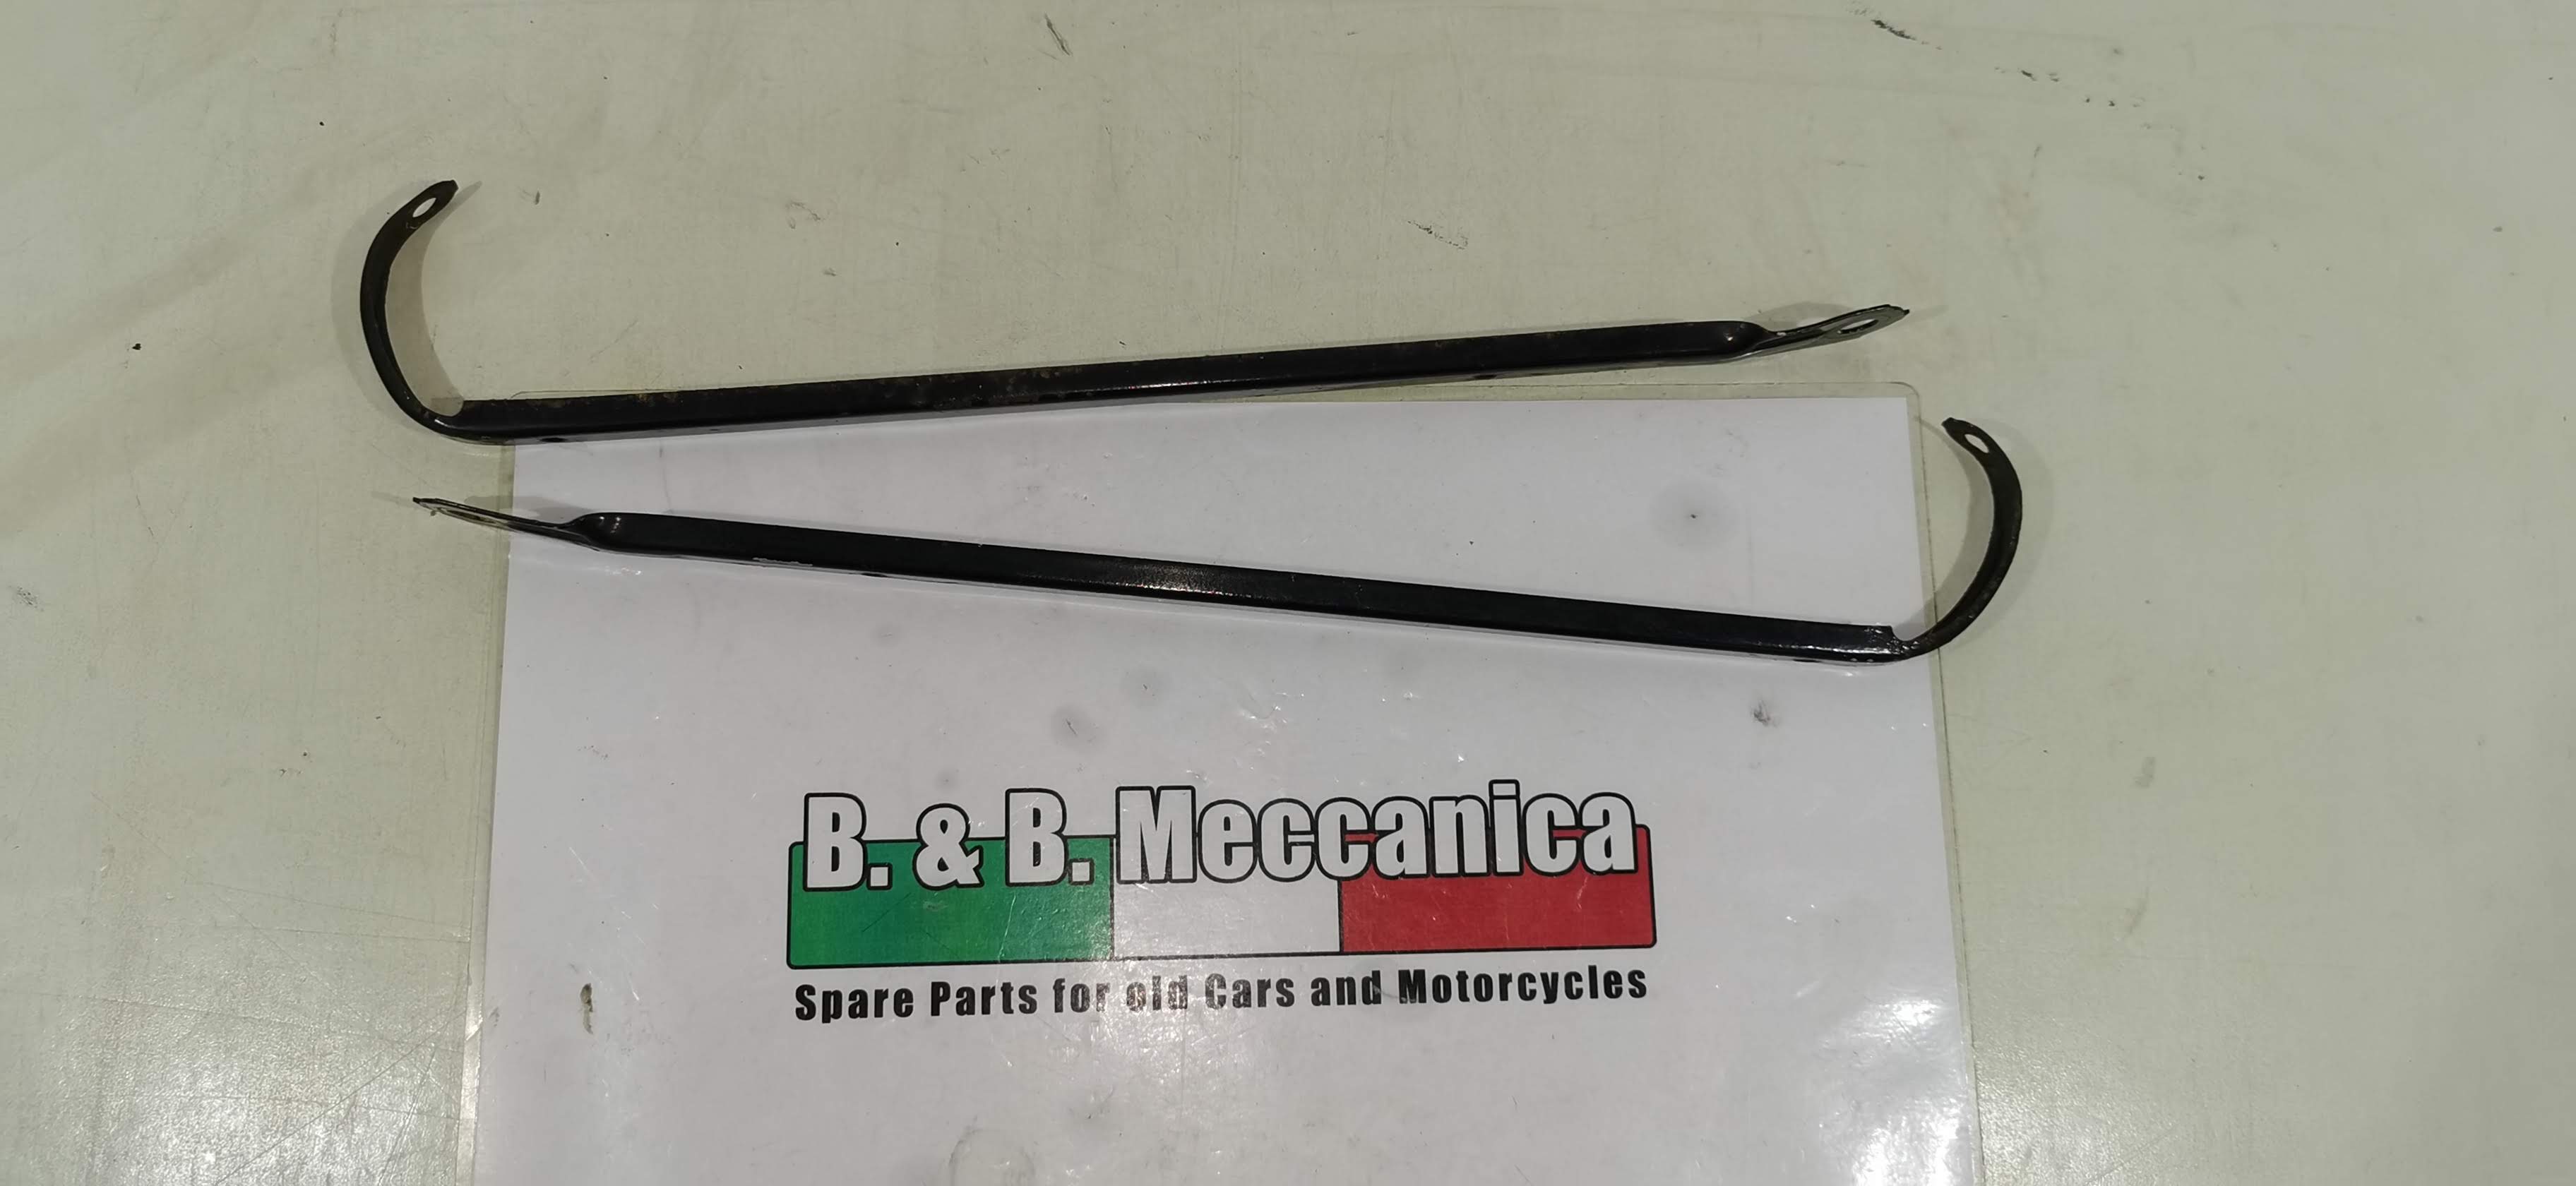 B. & B. Meccanica
Spare Parts for old Cars and Motorcycles